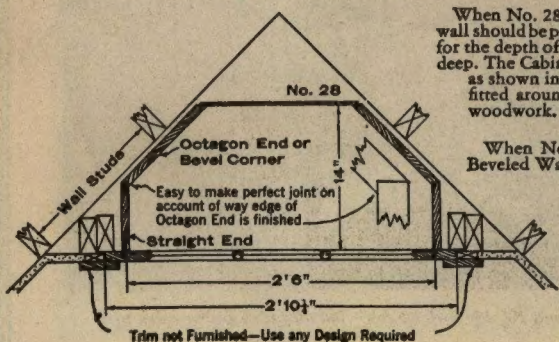 When No. 28
wall should be p
for the depth of
deep. The Cabin
as shown in
fitted aroun
woodwork.
When No
Beveled Wa
No. 28
Octagon End or
Bevel Corner
Wall Studs
Easy to make perfect joint on
account of way edge of
Octagon End is finished
14"
Straight End
2'6"
2'10¼"
Trim not Furnished—Use any Design Required